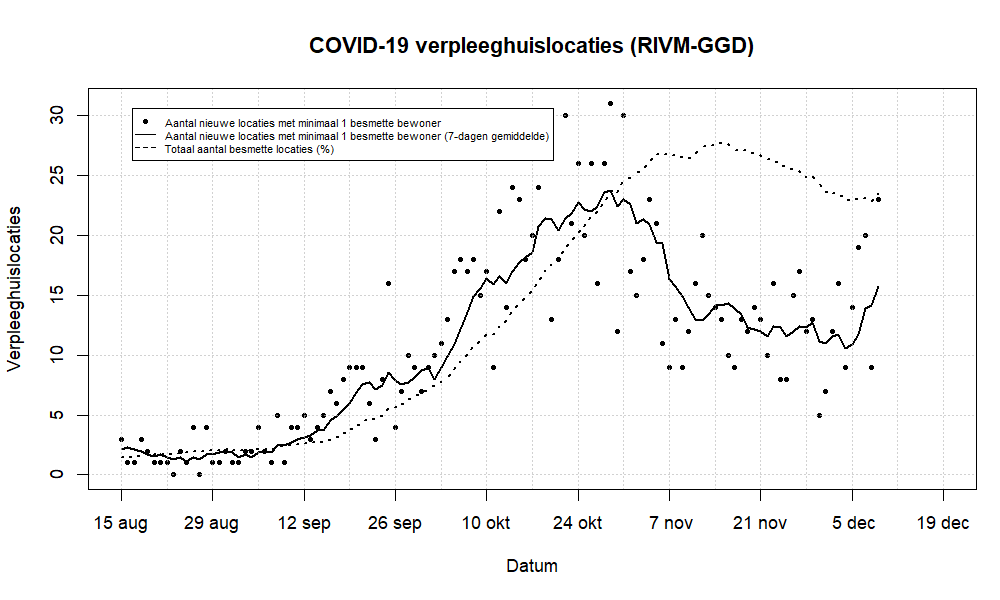 COVID-19 verpleeghuislocaties (RIVM-GGD)
Aantal nieuwe locaties met minimaal 1 besmette bewoner
Aantal nieuwe locaties met minimaal 1 besmette bewoner (7-dagen gemiddelde)
Totaal aantal besmette locaties (%)
Verpleeghuislocaties
30
25
20
15
10
5
0
15 aug 29 aug 12 sep 26 sep 10 okt 24 okt 7 nov 21 nov 5 dec 19 dec
Datum